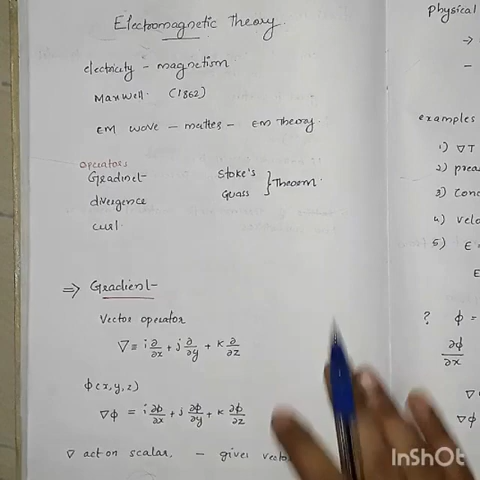 Electromagnetic Theory.
electricity - magnetism
Maxwell. (1862)
EM wave - matter - EM Theory.
operators
Gradinet
divergence
curl
Stoke's
Guass
} Theorem.
⇒ Gradient-
Vector operator
∇ = i ∂/∂x + j ∂/∂y + k ∂/∂z
ϕ(x,y,z)
∇ϕ = i ∂ϕ/∂x + j ∂ϕ/∂y + k ∂ϕ/∂z
∇ act on scalar. - gives vector
physical
→
-
examples
1) ∇T
2)
3)
4)
5) E =
? ϕ =
∂ϕ/∂x
∇ϕ
InShOt